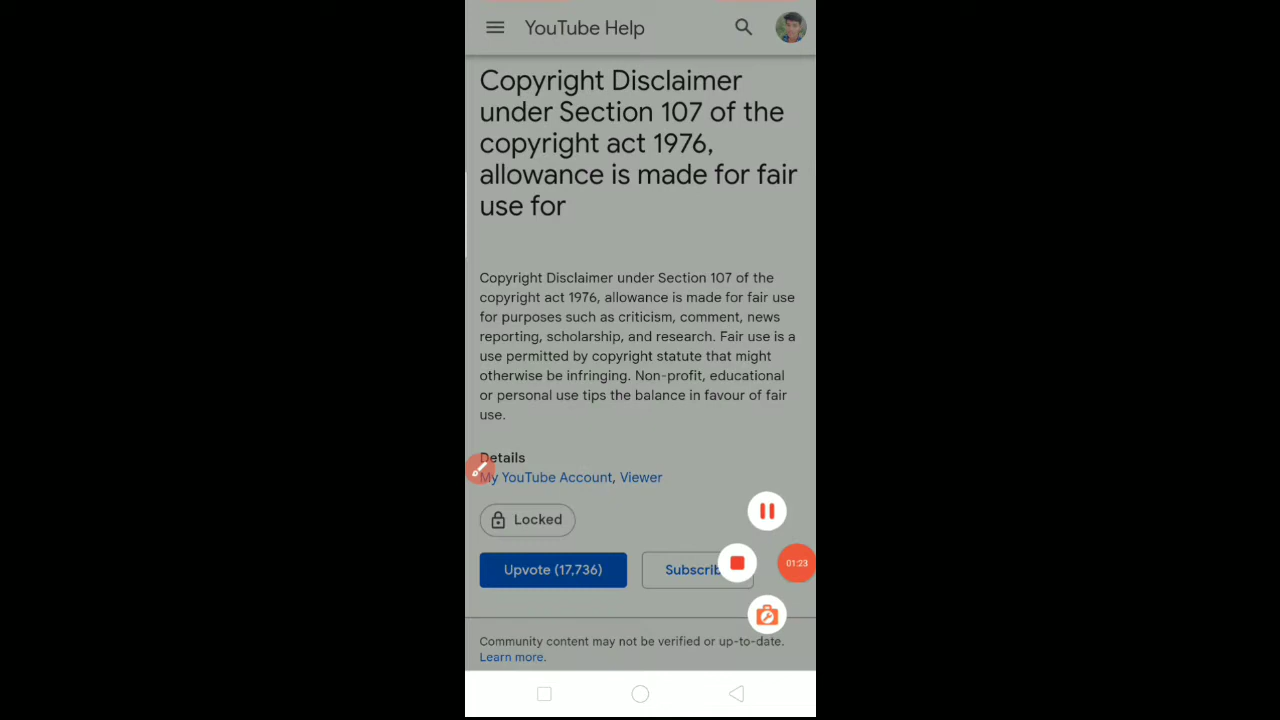 YouTube Help
Copyright Disclaimer
under Section 107 of the
copyright act 1976,
allowance is made for fair
use for
Copyright Disclaimer under Section 107 of the
copyright act 1976, allowance is made for fair use
for purposes such as criticism, comment, news
reporting, scholarship, and research. Fair use is a
use permitted by copyright statute that might
otherwise be infringing. Non-profit, educational
or personal use tips the balance in favour of fair
use.
Details
My YouTube Account, Viewer
Locked
Upvote (17,736)
01:23
Community content may not be verified or up-to-date.
Learn more.